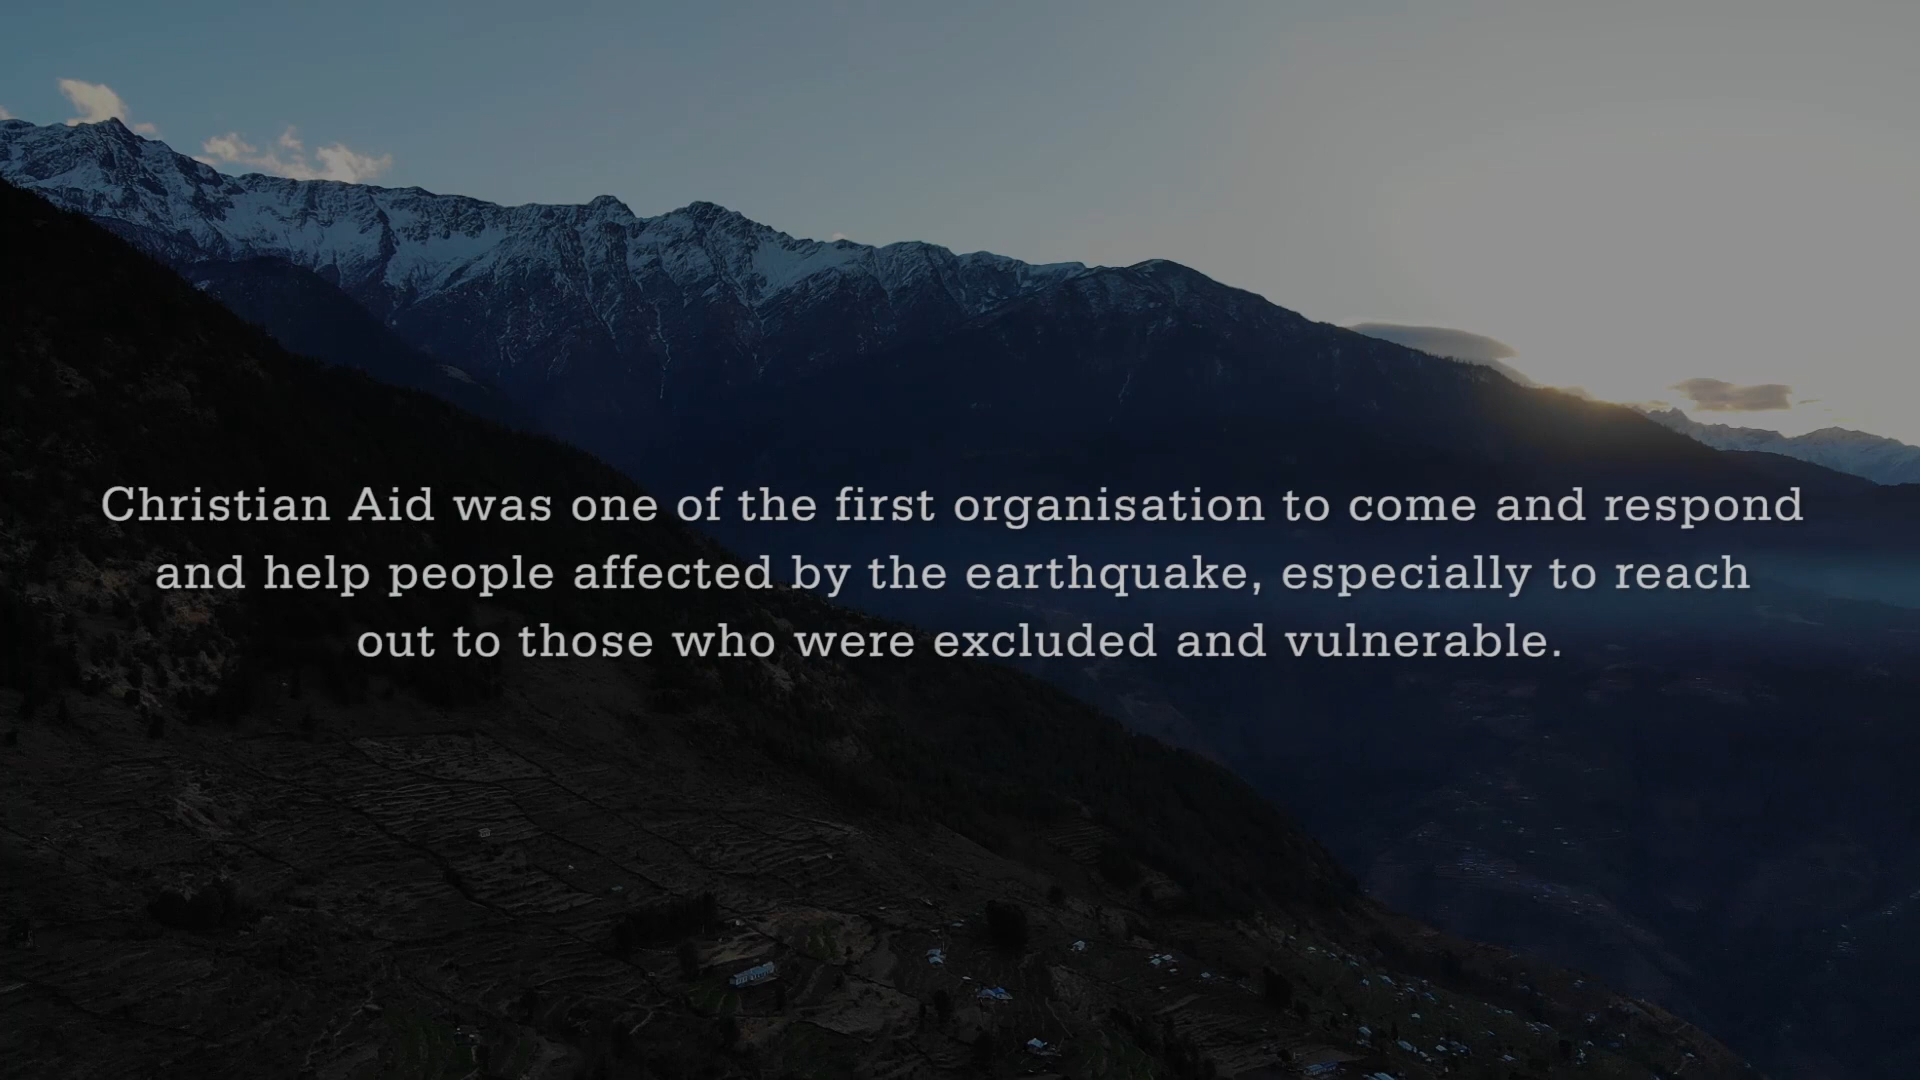 Christian Aid was one of the first organisation to come and respond
and help people affected by the earthquake, especially to reach
out to those who were excluded and vulnerable.